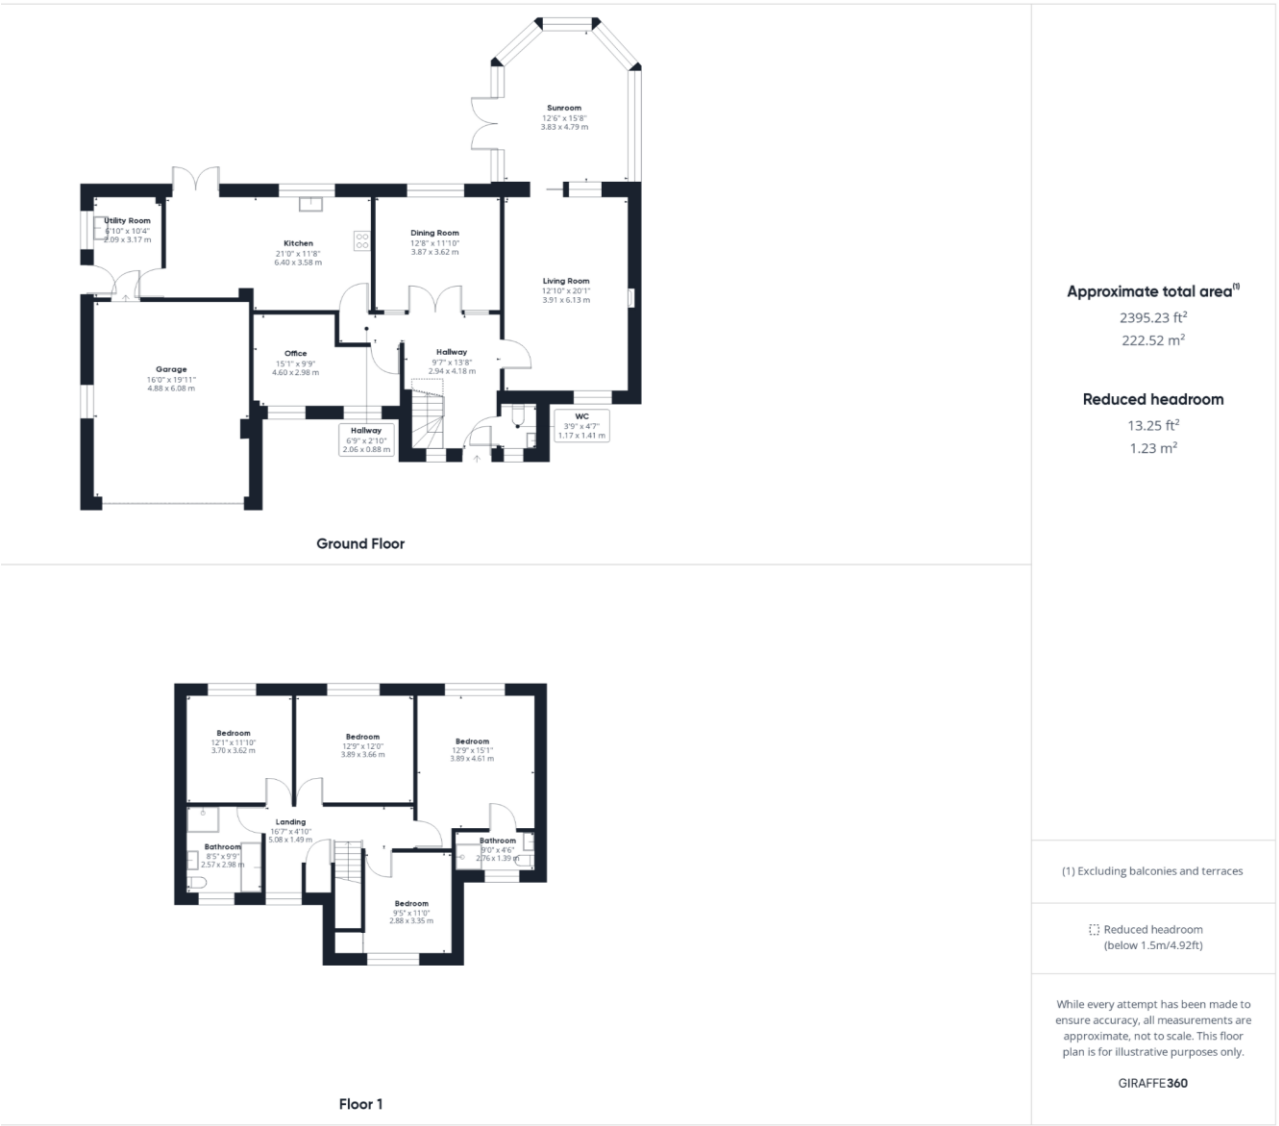 Sunroom
12'6" x 15'8"
3.83 x 4.79 m
Utility Room
6'10" x 10'4"
2.09 x 3.17 m
Kitchen
21'0" x 11'8"
6.40 x 3.58 m
Dining Room
12'8" x 11'10"
3.87 x 3.62 m
Living Room
12'10" x 20'1"
3.91 x 6.13 m
Garage
16'0" x 19'11"
4.88 x 6.08 m
Office
15'1" x 9'9"
4.60 x 2.98 m
Hallway
9'7" x 13'8"
2.94 x 4.18 m
Hallway
6'9" x 2'10"
2.06 x 0.88 m
WC
3'9" x 4'7"
1.17 x 1.41 m
Ground Floor
Bedroom
12'1" x 11'10"
3.70 x 3.62 m
Bedroom
12'9" x 12'0"
3.89 x 3.66 m
Bedroom
12'9" x 15'1"
3.89 x 4.61 m
Landing
16'7" x 4'10"
5.08 x 1.49 m
Bathroom
8'5" x 9'9"
2.57 x 2.98 m
Bathroom
9'0" x 4'6"
2.76 x 1.39 m
Bedroom
9'5" x 11'0"
2.88 x 3.35 m
Floor 1
Approximate total area(1)
2395.23 ft²
222.52 m²
Reduced headroom
13.25 ft²
1.23 m²
(1) Excluding balconies and terraces
Reduced headroom
(below 1.5m/4.92ft)
While every attempt has been made to
ensure accuracy, all measurements are
approximate, not to scale. This floor
plan is for illustrative purposes only.
GIRAFFE360